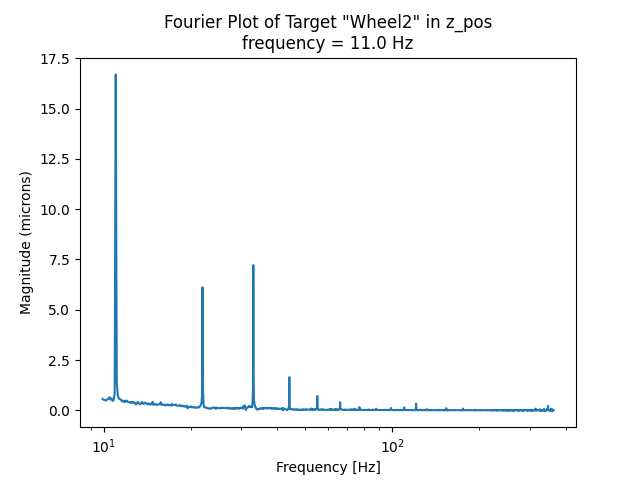 Fourier Plot of Target "Wheel2" in z_pos
frequency = 11.0 Hz
17.5
15.0
12.5
10.0
7.5
5.0
2.5
0.0
Magnitude (microns)
10¹
10²
Frequency [Hz]